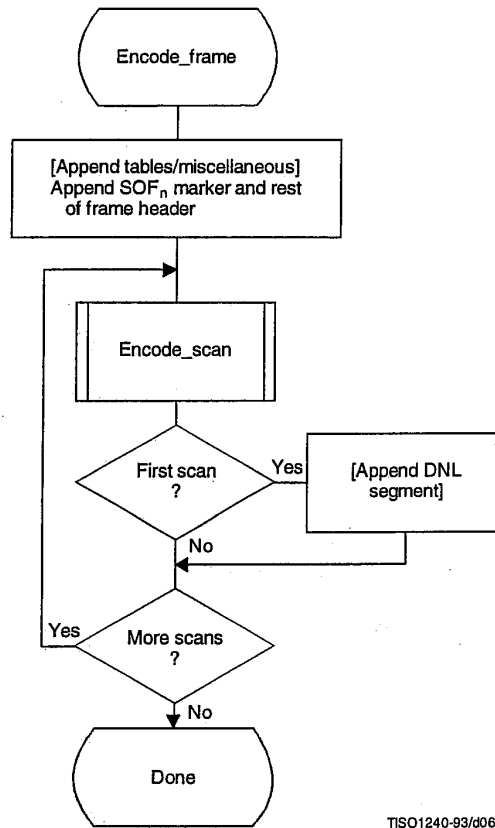 Encode_frame
[Append tables/miscellaneous]
Append SOFn marker and rest
of frame header
Encode_scan
First scan
?
Yes
[Append DNL
segment]
No
Yes
More scans
?
No
Done
TISO1240-93/d06